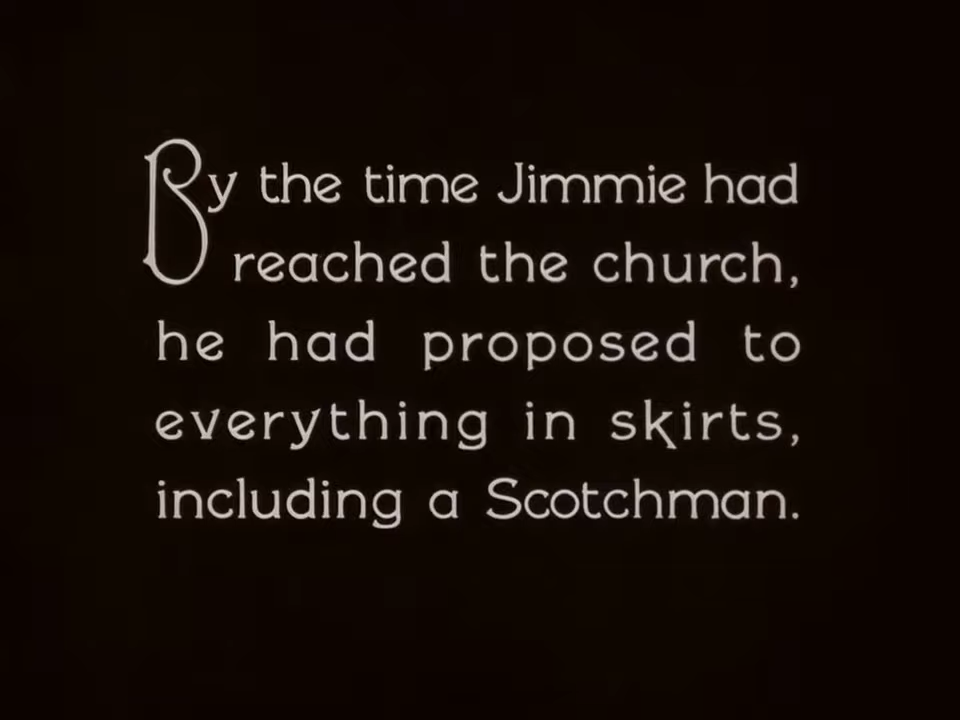 By the time Jimmie had
reached the church,
he had proposed to
everything in skirts,
including a Scotchman.